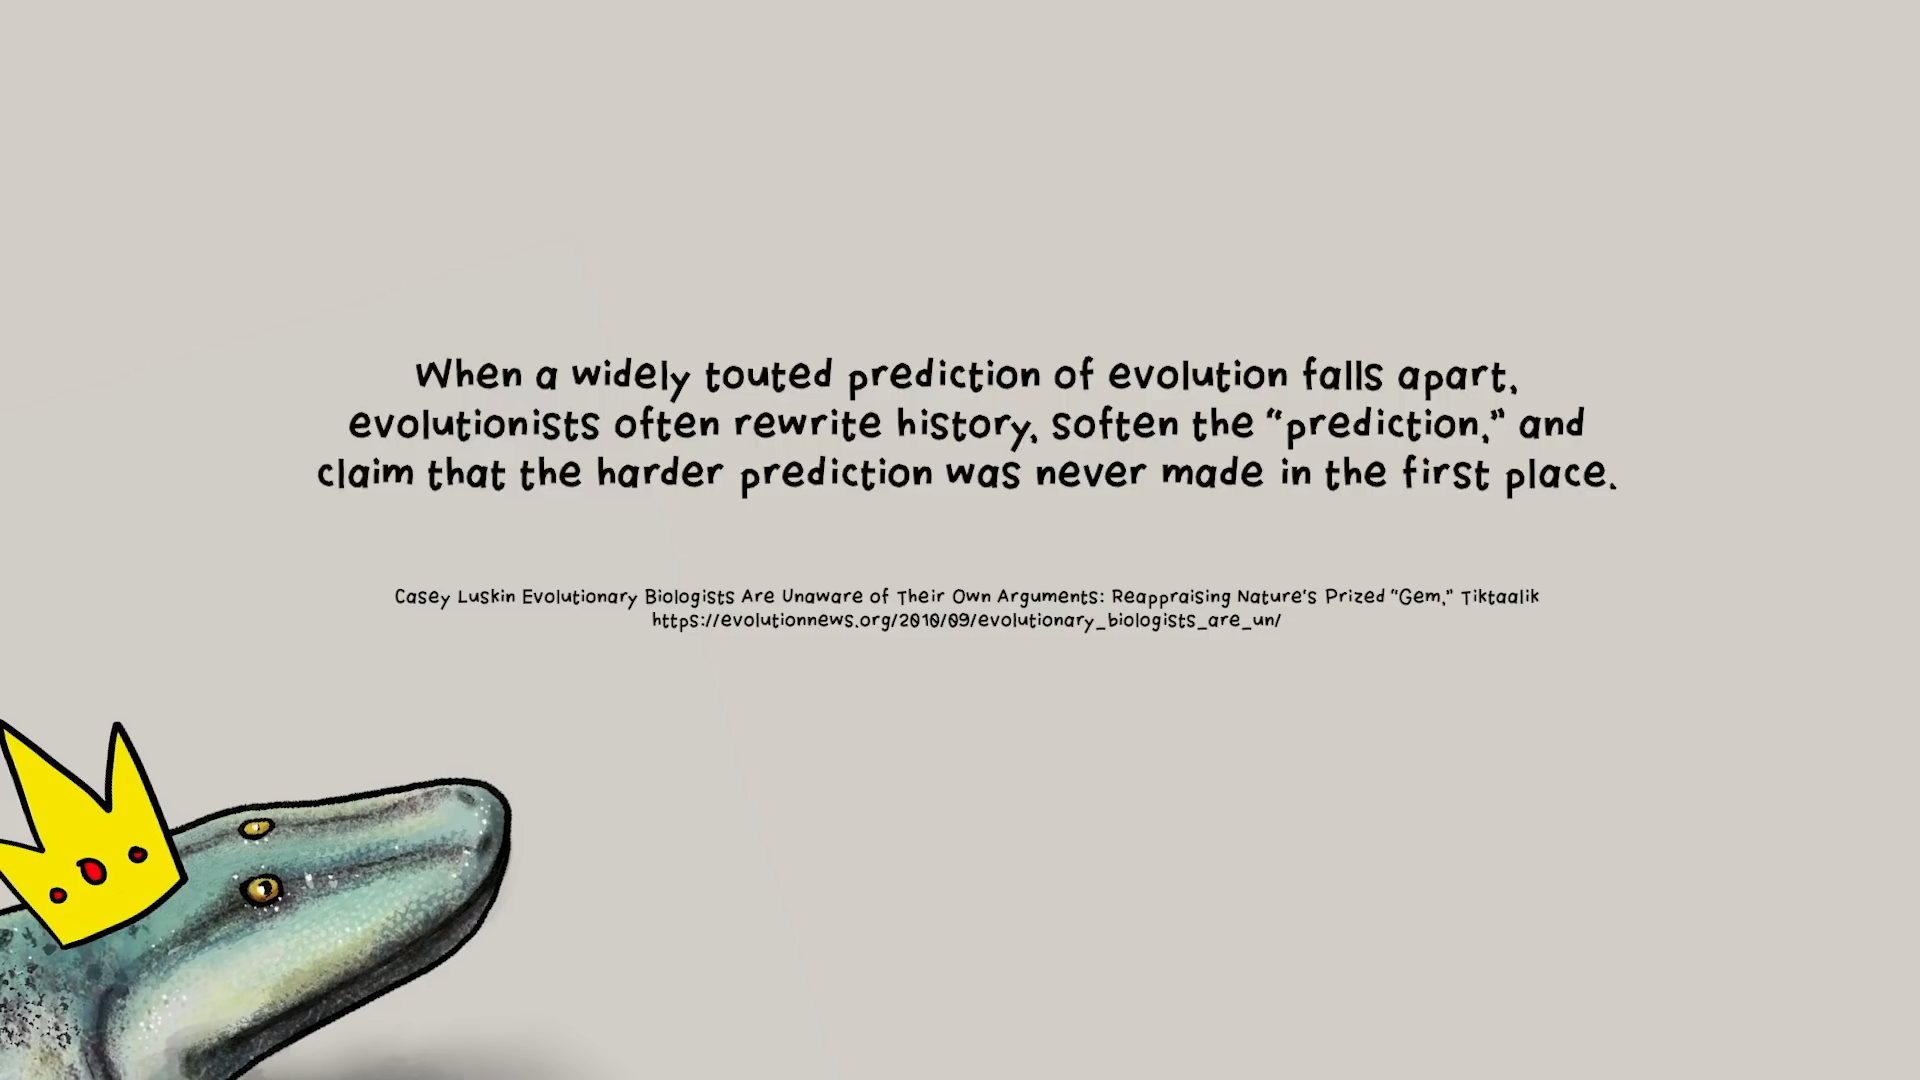 When a widely touted prediction of evolution falls apart,
evolutionists often rewrite history, soften the “prediction,” and
claim that the harder prediction was never made in the first place.
Casey Luskin Evolutionary Biologists Are Unaware of Their Own Arguments: Reappraising Nature's Prized “Gem,” Tiktaalik
https://evolutionnews.org/2010/09/evolutionary_biologists_are_un/